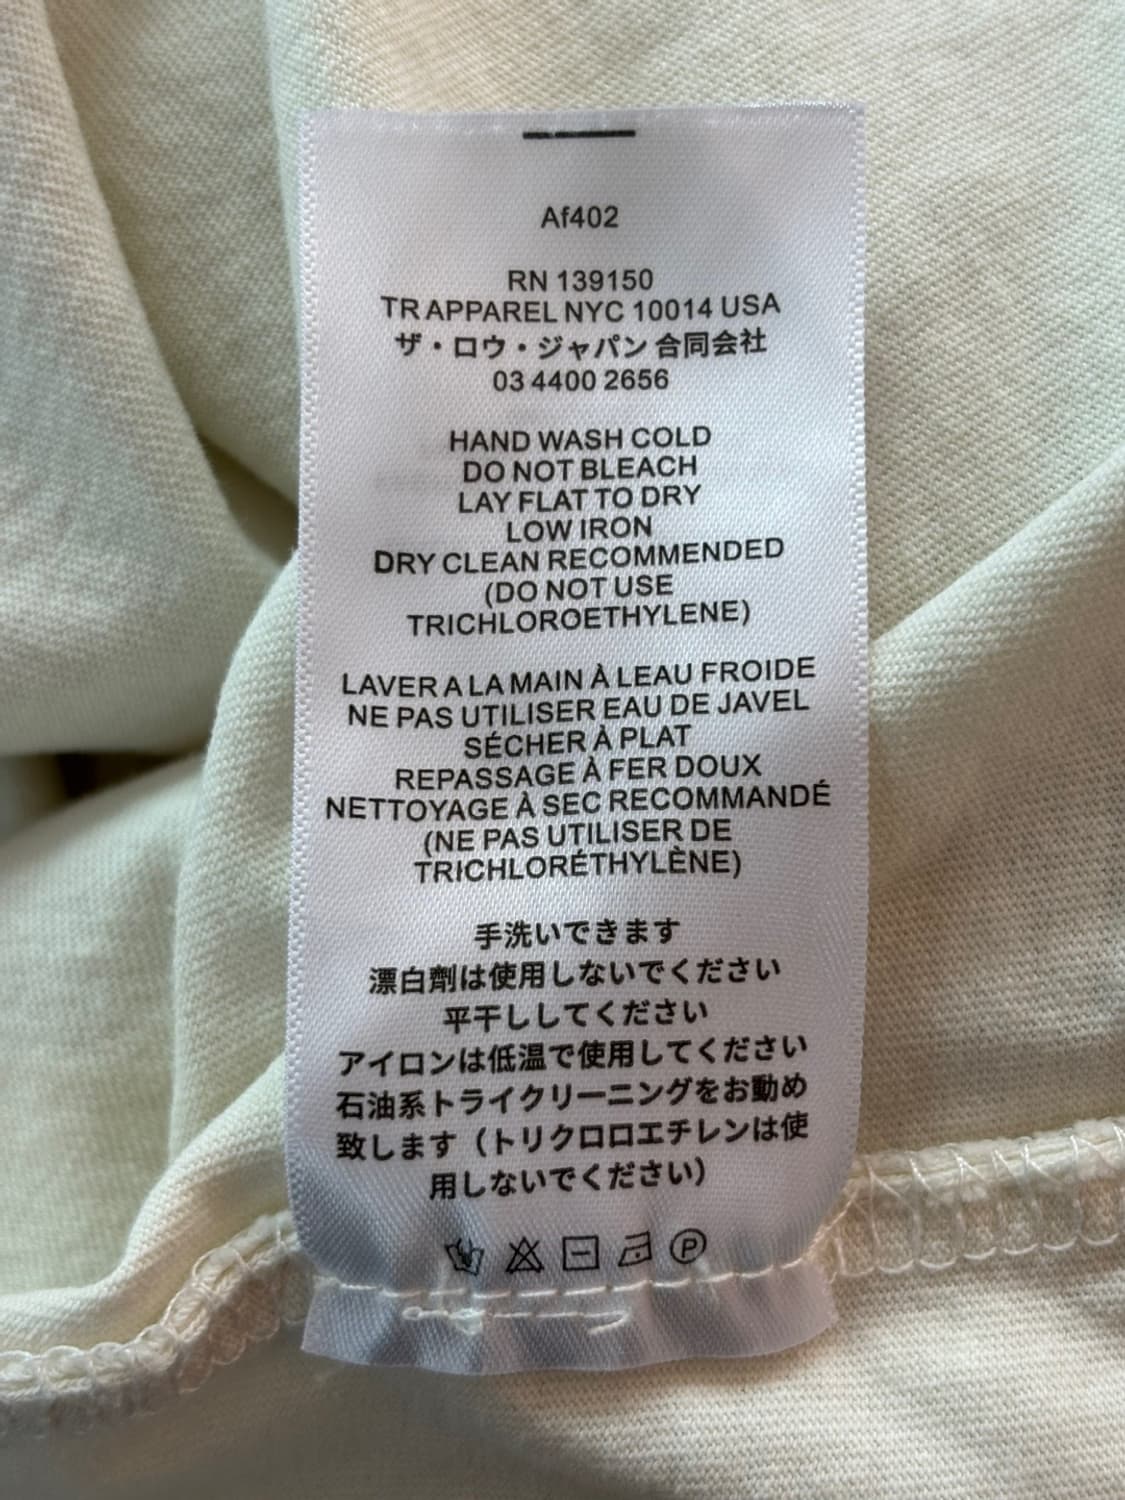 Af402
RN 139150
TR APPAREL NYC 10014 USA
ザ・ロウ・ジャパン 合同会社
03 4400 2656
HAND WASH COLD
DO NOT BLEACH
LAY FLAT TO DRY
LOW IRON
DRY CLEAN RECOMMENDED
(DO NOT USE
TRICHLOROETHYLENE)
LAVER A LA MAIN À LEAU FROIDE
NE PAS UTILISER EAU DE JAVEL
SÉCHER À PLAT
REPASSAGE À FER DOUX
NETTOYAGE À SEC RECOMMANDÉ
(NE PAS UTILISER DE
TRICHLORÉTHYLÈNE)
手洗いできます
漂白劑は使用しないでください
平干ししてください
アイロンは低温で使用してください
石油系トライクリーニングをお勧め
致します（トリクロロエチレンは使
用しないでください）
P